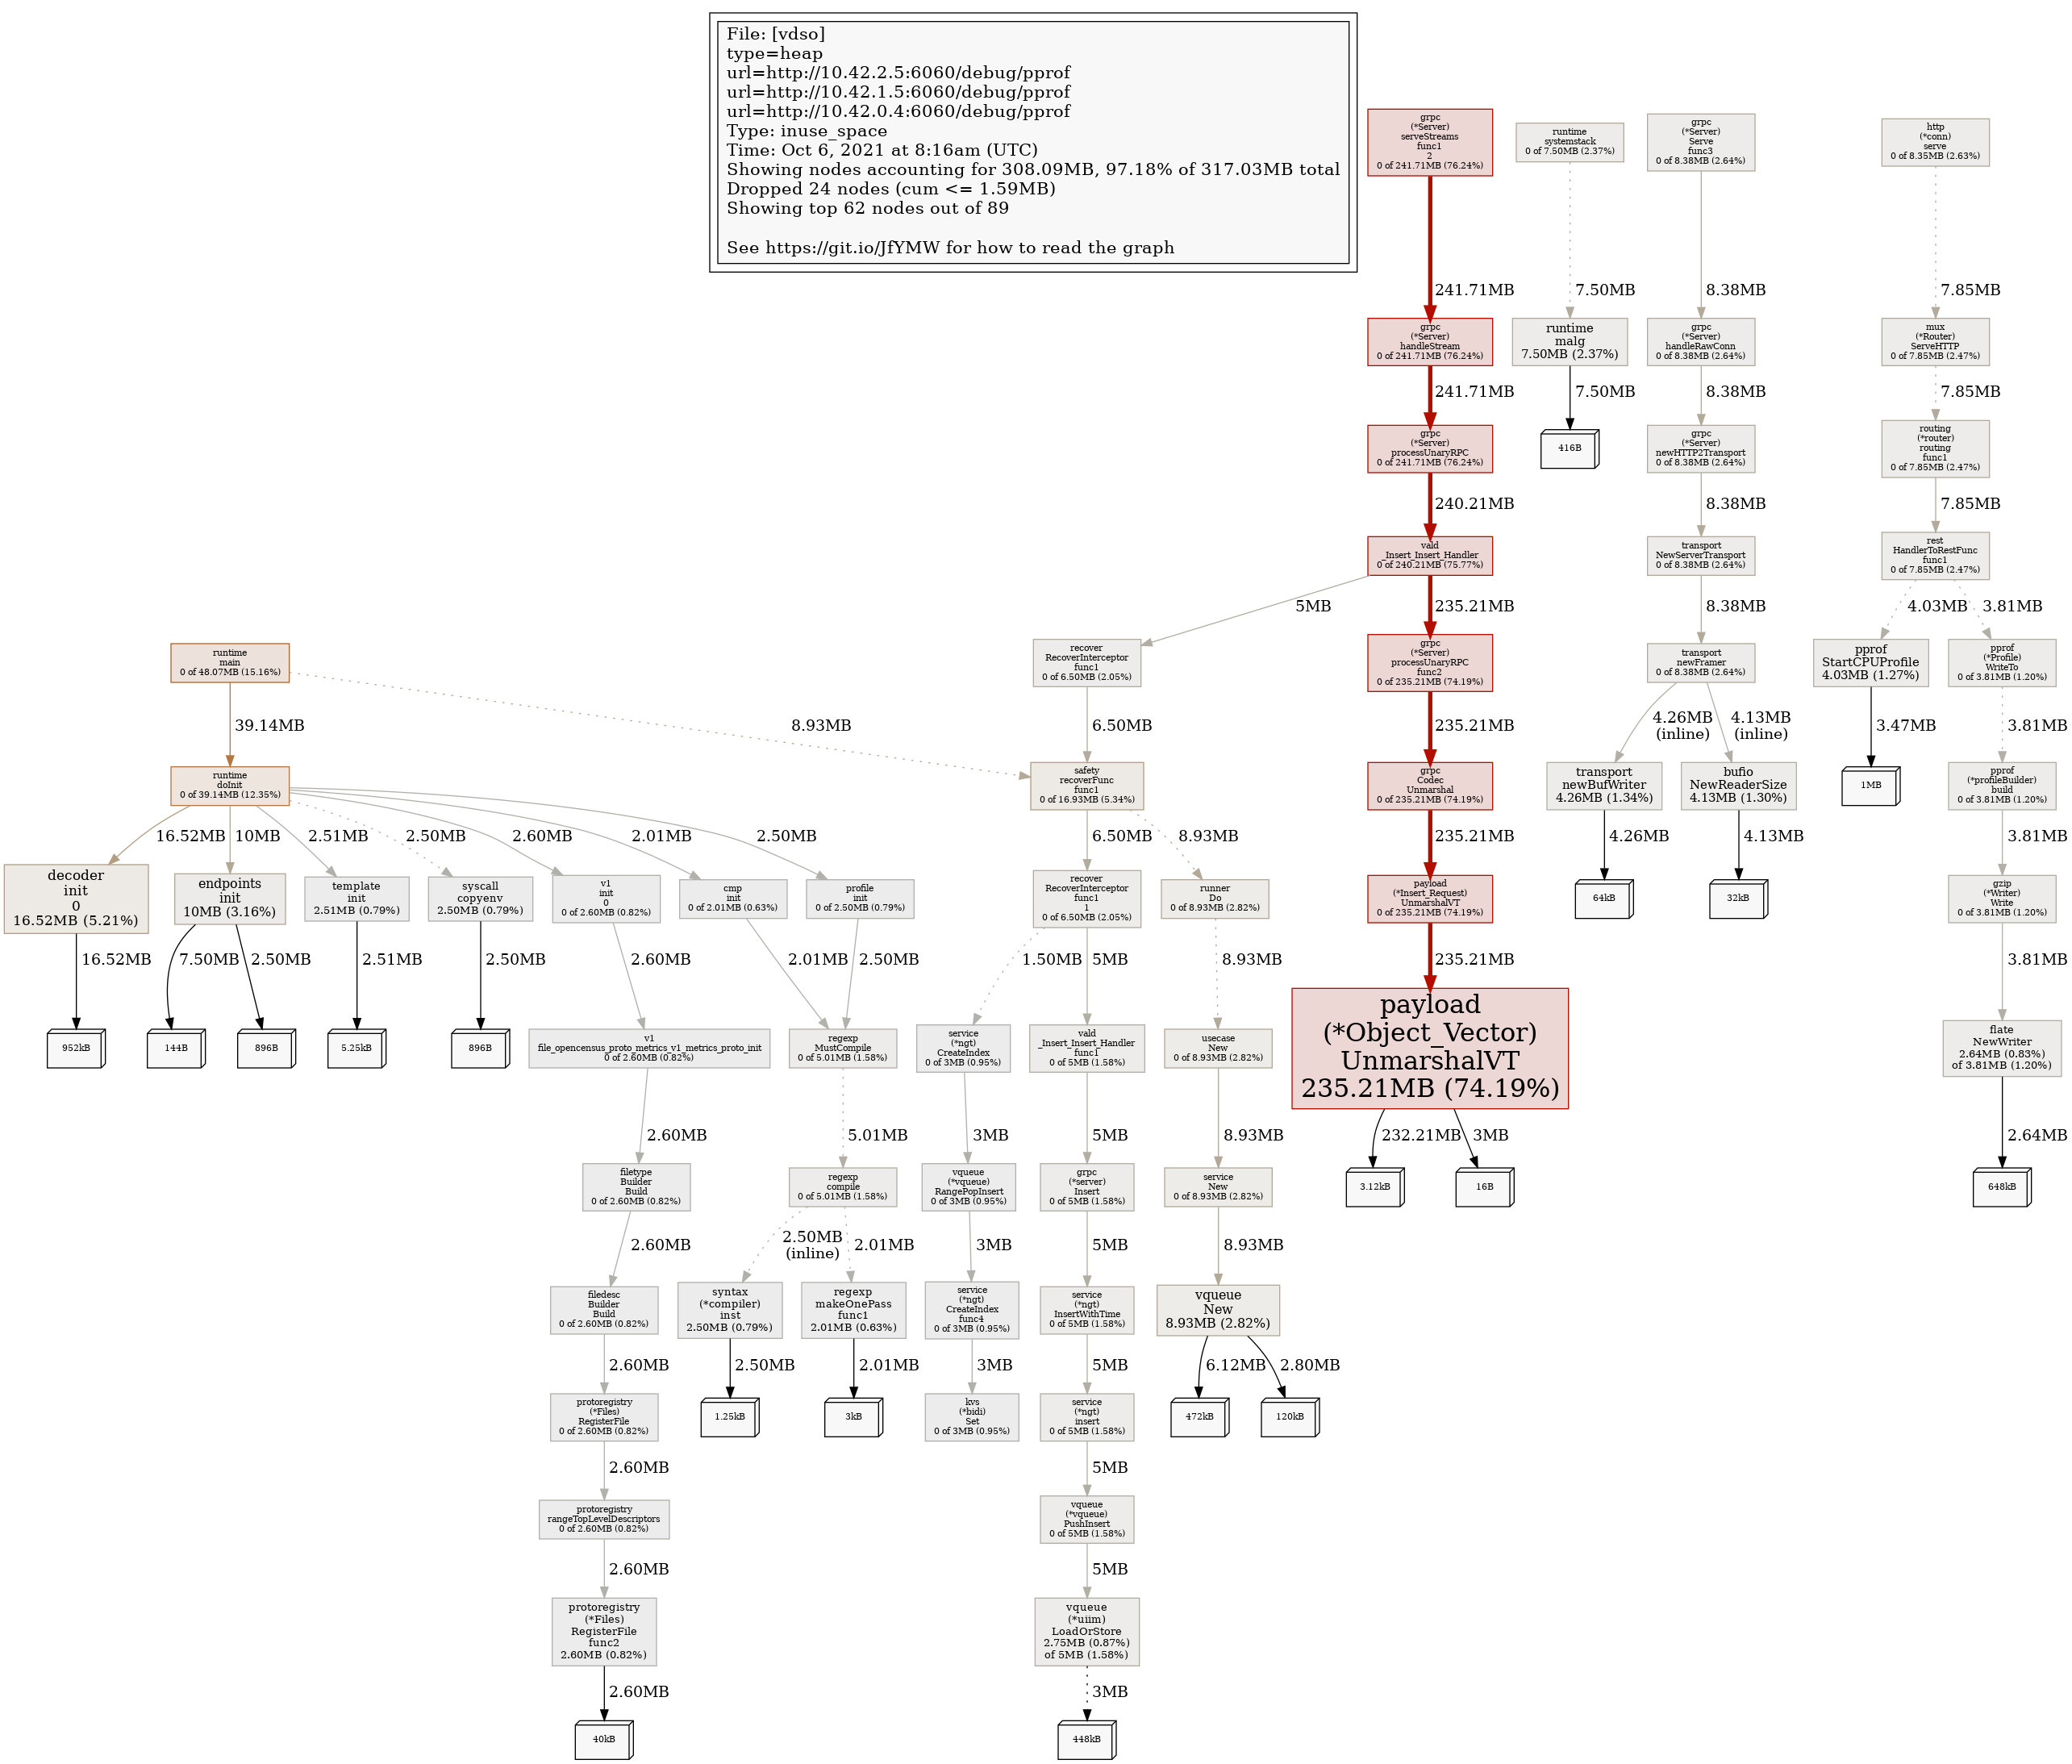 File: [vdso]
type=heap
url=http://10.42.2.5:6060/debug/pprof
url=http://10.42.1.5:6060/debug/pprof
url=http://10.42.0.4:6060/debug/pprof
Type: inuse_space
Time: Oct 6, 2021 at 8:16am (UTC)
Showing nodes accounting for 308.09MB, 97.18% of 317.03MB total
Dropped 24 nodes (cum <= 1.59MB)
Showing top 62 nodes out of 89
See https://git.io/JfYMW for how to read the graph
grpc
(*Server)
serveStreams
func1
2
0 of 241.71MB (76.24%)
runtime
systemstack
0 of 7.50MB (2.37%)
grpc
(*Server)
Serve
func3
0 of 8.38MB (2.64%)
http
(*conn)
serve
0 of 8.35MB (2.63%)
241.71MB
7.50MB
8.38MB
7.85MB
grpc
(*Server)
handleStream
0 of 241.71MB (76.24%)
runtime
malg
7.50MB (2.37%)
grpc
(*Server)
handleRawConn
0 of 8.38MB (2.64%)
mux
(*Router)
ServeHTTP
0 of 7.85MB (2.47%)
241.71MB
7.50MB
8.38MB
7.85MB
grpc
(*Server)
processUnaryRPC
0 of 241.71MB (76.24%)
416B
grpc
(*Server)
newHTTP2Transport
0 of 8.38MB (2.64%)
routing
(*router)
routing
func1
0 of 7.85MB (2.47%)
240.21MB
8.38MB
7.85MB
vald
_Insert_Insert_Handler
0 of 240.21MB (75.77%)
transport
NewServerTransport
0 of 8.38MB (2.64%)
rest
HandlerToRestFunc
func1
0 of 7.85MB (2.47%)
5MB
235.21MB
8.38MB
4.03MB
3.81MB
runtime
main
0 of 48.07MB (15.16%)
recover
RecoverInterceptor
func1
0 of 6.50MB (2.05%)
grpc
(*Server)
processUnaryRPC
func2
0 of 235.21MB (74.19%)
transport
newFramer
0 of 8.38MB (2.64%)
pprof
StartCPUProfile
4.03MB (1.27%)
pprof
(*Profile)
WriteTo
0 of 3.81MB (1.20%)
39.14MB
8.93MB
6.50MB
235.21MB
4.26MB
(inline)
4.13MB
(inline)
3.47MB
3.81MB
runtime
doInit
0 of 39.14MB (12.35%)
safety
recoverFunc
func1
0 of 16.93MB (5.34%)
grpc
Codec
Unmarshal
0 of 235.21MB (74.19%)
transport
newBufWriter
4.26MB (1.34%)
bufio
NewReaderSize
4.13MB (1.30%)
1MB
pprof
(*profileBuilder)
build
0 of 3.81MB (1.20%)
16.52MB
10MB
2.51MB
2.50MB
2.60MB
2.01MB
2.50MB
6.50MB
8.93MB
235.21MB
4.26MB
4.13MB
3.81MB
decoder
init
0
16.52MB (5.21%)
endpoints
init
10MB (3.16%)
template
init
2.51MB (0.79%)
syscall
copyenv
2.50MB (0.79%)
v1
init
0
0 of 2.60MB (0.82%)
cmp
init
0 of 2.01MB (0.63%)
profile
init
0 of 2.50MB (0.79%)
recover
RecoverInterceptor
func1
1
0 of 6.50MB (2.05%)
runner
Do
0 of 8.93MB (2.82%)
payload
(*Insert_Request)
UnmarshalVT
0 of 235.21MB (74.19%)
64kB
32kB
gzip
(*Writer)
Write
0 of 3.81MB (1.20%)
16.52MB
7.50MB
2.50MB
2.51MB
2.50MB
2.60MB
2.01MB
2.50MB
1.50MB
5MB
8.93MB
235.21MB
3.81MB
952kB
144B
896B
5.25kB
896B
v1
file_opencensus_proto_metrics_v1_metrics_proto_init
0 of 2.60MB (0.82%)
regexp
MustCompile
0 of 5.01MB (1.58%)
service
(*ngt)
CreateIndex
0 of 3MB (0.95%)
vald
_Insert_Insert_Handler
func1
0 of 5MB (1.58%)
usecase
New
0 of 8.93MB (2.82%)
payload
(*Object_Vector)
UnmarshalVT
235.21MB (74.19%)
flate
NewWriter
2.64MB (0.83%)
of 3.81MB (1.20%)
2.60MB
5.01MB
3MB
5MB
8.93MB
232.21MB
3MB
2.64MB
filetype
Builder
Build
0 of 2.60MB (0.82%)
regexp
compile
0 of 5.01MB (1.58%)
vqueue
(*vqueue)
RangePopInsert
0 of 3MB (0.95%)
grpc
(*server)
Insert
0 of 5MB (1.58%)
service
New
0 of 8.93MB (2.82%)
3.12kB
16B
648kB
2.60MB
2.50MB
(inline)
2.01MB
3MB
5MB
8.93MB
filedesc
Builder
Build
0 of 2.60MB (0.82%)
syntax
(*compiler)
inst
2.50MB (0.79%)
regexp
makeOnePass
func1
2.01MB (0.63%)
service
(*ngt)
CreateIndex
func4
0 of 3MB (0.95%)
service
(*ngt)
InsertWithTime
0 of 5MB (1.58%)
vqueue
New
8.93MB (2.82%)
2.60MB
2.50MB
2.01MB
3MB
5MB
6.12MB
2.80MB
protoregistry
(*Files)
RegisterFile
0 of 2.60MB (0.82%)
1.25kB
3kB
kvs
(*bidi)
Set
0 of 3MB (0.95%)
service
(*ngt)
insert
0 of 5MB (1.58%)
472kB
120kB
2.60MB
5MB
protoregistry
rangeTopLevelDescriptors
0 of 2.60MB (0.82%)
vqueue
(*vqueue)
PushInsert
0 of 5MB (1.58%)
2.60MB
5MB
protoregistry
(*Files)
RegisterFile
func2
2.60MB (0.82%)
vqueue
(*uiim)
LoadOrStore
2.75MB (0.87%)
of 5MB (1.58%)
2.60MB
3MB
40kB
448kB